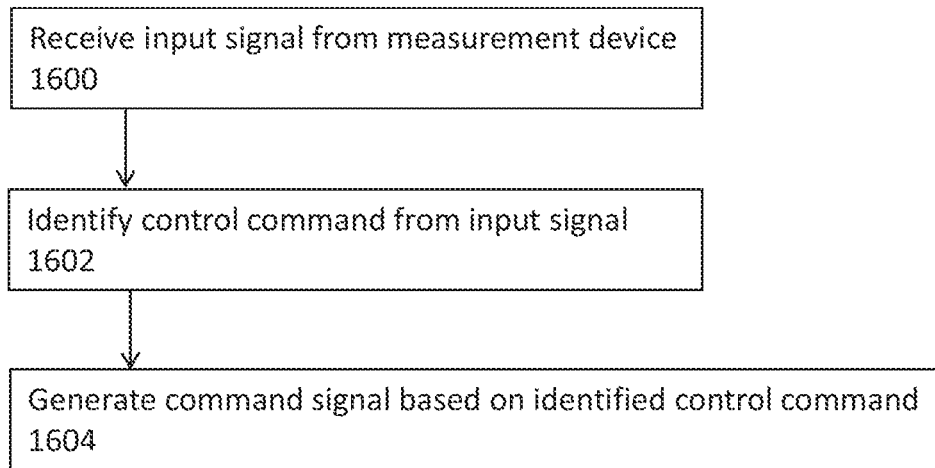 Receive input signal from measurement device
1600
Identify control command from input signal
1602
Generate command signal based on identified control command
1604